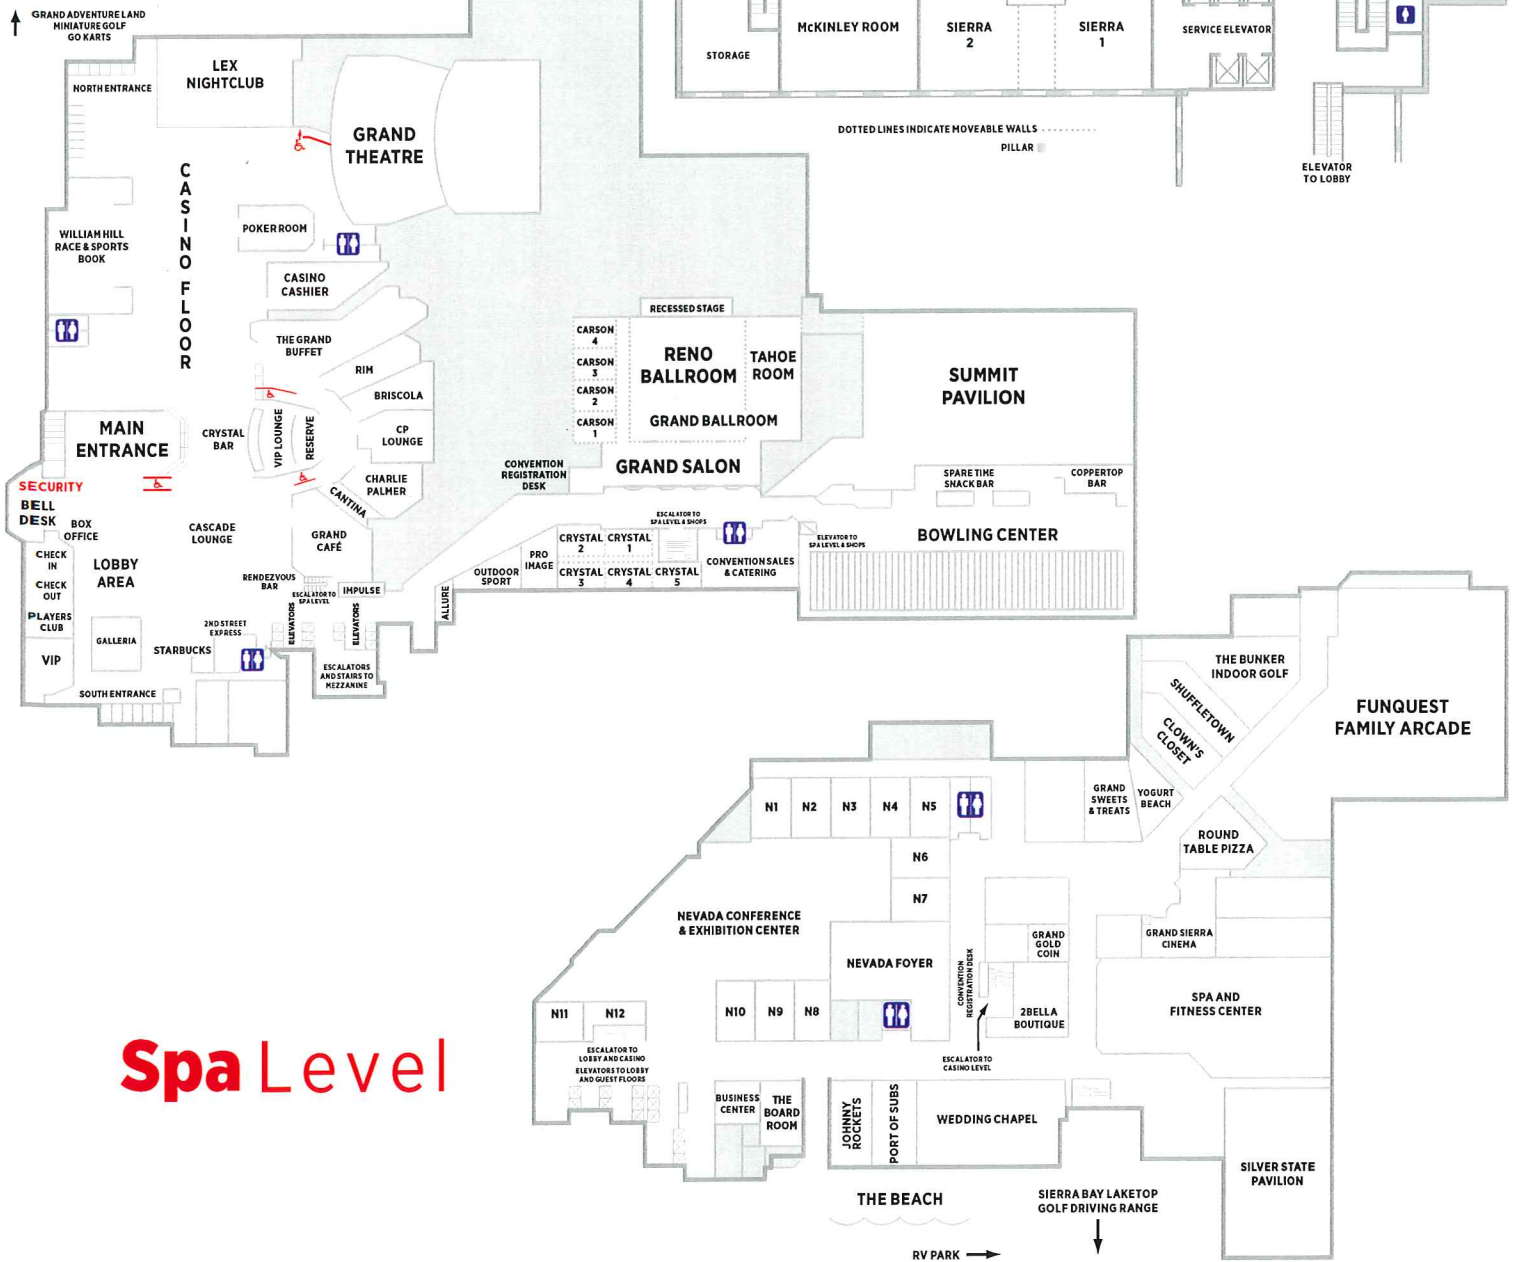 GRAND ADVENTURE LAND
MINIATURE GOLF
GO KARTS
McKINLEY ROOM
SIERRA
2
SIERRA
1
SERVICE ELEVATOR
STORAGE
DOTTED LINES INDICATE MOVEABLE WALLS
PILLAR
ELEVATOR
TO LOBBY
LEX
NIGHTCLUB
NORTH ENTRANCE
GRAND
THEATRE
CASINO FLOOR
POKER ROOM
WILLIAM HILL
RACE & SPORTS
BOOK
CASINO
CASHIER
THE GRAND
BUFFET
RIM
BRISCOLA
CP
LOUNGE
CHARLIE
PALMER
CANTINA
MAIN
ENTRANCE
CRYSTAL
BAR
VIP LOUNGE
RESERVE
SECURITY
BELL
DESK
BOX
OFFICE
CASCADE
LOUNGE
GRAND
CAFÉ
CHECK
IN
CHECK
OUT
LOBBY
AREA
PLAYERS
CLUB
VIP
GALLERIA
RENDEZVOUS
BAR
ESCALATOR TO
SPA LEVEL
IMPULSE
ELEVATORS
ELEVATORS
2ND STREET
EXPRESS
STARBUCKS
SOUTH ENTRANCE
ESCALATORS
AND STAIRS TO
MEZZANINE
ALLURE
RECESSED STAGE
CARSON
4
CARSON
3
CARSON
2
CARSON
1
RENO
BALLROOM
TAHOE
ROOM
GRAND BALLROOM
GRAND SALON
CONVENTION
REGISTRATION
DESK
SUMMIT
PAVILION
SPARE TIME
SNACK BAR
COPPERTOP
BAR
BOWLING CENTER
ESCALATOR TO
SPA LEVEL & SHOPS
ELEVATOR TO
SPA LEVEL & SHOPS
OUTDOOR
SPORT
PRO
IMAGE
CRYSTAL
2
CRYSTAL
1
CRYSTAL
3
CRYSTAL
4
CRYSTAL
5
CONVENTION SALES
& CATERING
THE BUNKER
INDOOR GOLF
SHUFFLETOWN
CLOWN'S
CLOSET
FUNQUEST
FAMILY ARCADE
GRAND
SWEETS
& TREATS
YOGURT
BEACH
ROUND
TABLE PIZZA
N1
N2
N3
N4
N5
N6
N7
NEVADA CONFERENCE
& EXHIBITION CENTER
NEVADA FOYER
CONVENTION
REGISTRATION DESK
GRAND
GOLD
COIN
GRAND SIERRA
CINEMA
2BELLA
BOUTIQUE
SPA AND
FITNESS CENTER
N11
N12
N10
N9
N8
ESCALATOR TO
LOBBY AND CASINO
ELEVATORS TO LOBBY
AND GUEST FLOORS
ESCALATOR TO
CASINO LEVEL
Spa Level
BUSINESS
CENTER
THE
BOARD
ROOM
JOHNNY
ROCKETS
PORT OF SUBS
WEDDING CHAPEL
SILVER STATE
PAVILION
THE BEACH
SIERRA BAY LAKETOP
GOLF DRIVING RANGE
RV PARK